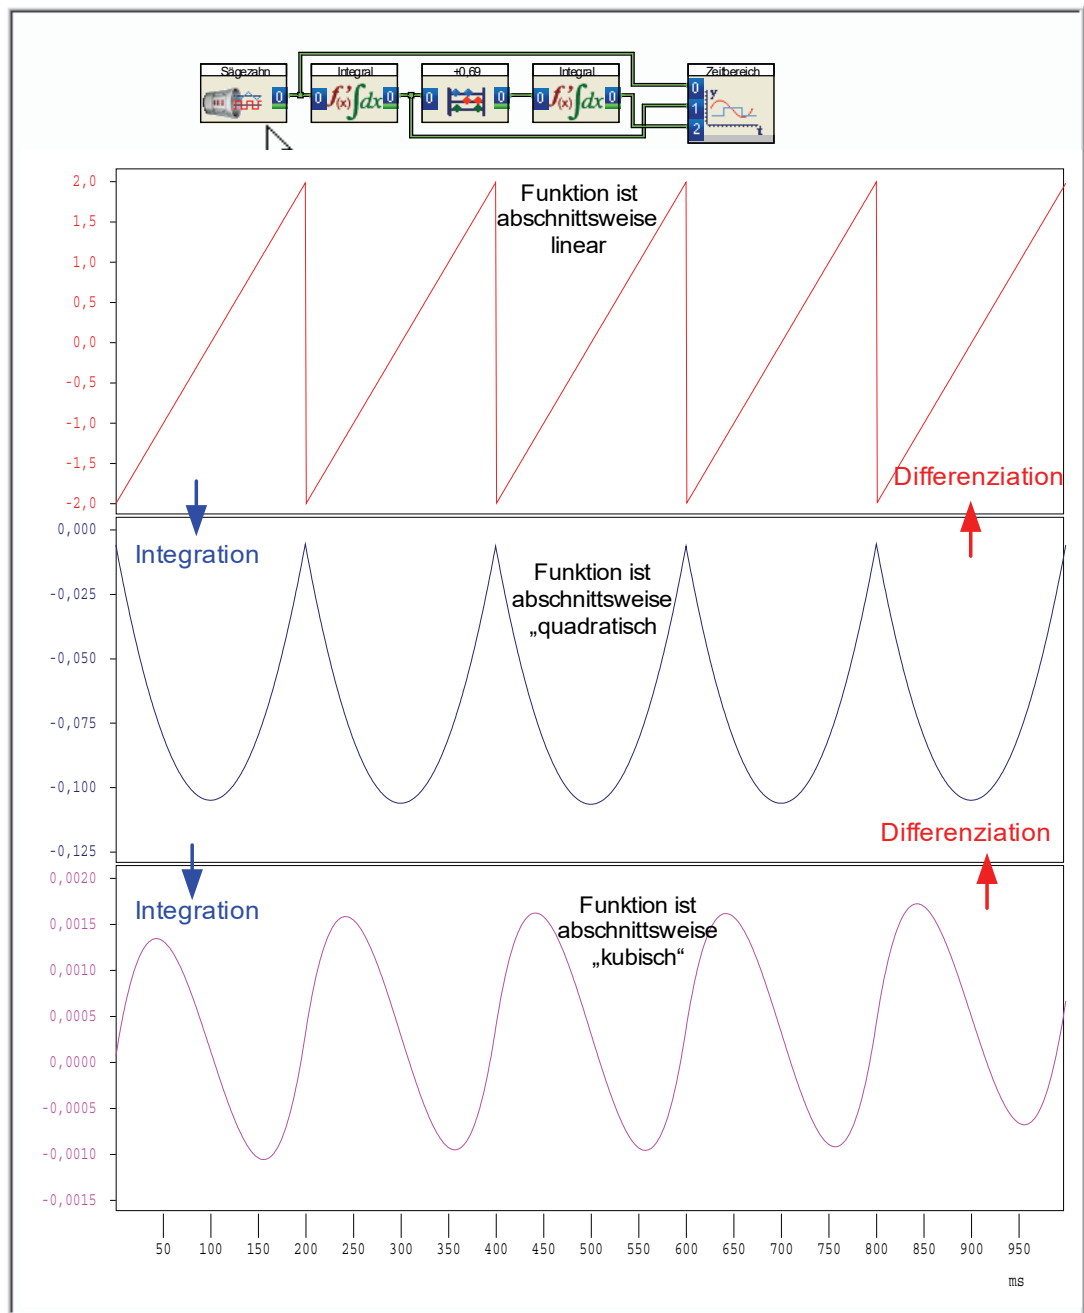 Sägezahn Integral +0,69 Integral Zeitbereich
0 0 0 0 0 0 0 0
1
2
y
t
f'(x) ∫dx f'(x) ∫dx
2,0
1,5
1,0
0,5
0,0
-0,5
-1,0
-1,5
-2,0
Funktion ist
abschnittsweise
linear
Differenziation
Integration
0,000
-0,025
-0,050
-0,075
-0,100
-0,125
Funktion ist
abschnittsweise
„quadratisch
Differenziation
Integration
0,0020
0,0015
0,0010
0,0005
0,0000
-0,0005
-0,0010
-0,0015
Funktion ist
abschnittsweise
„kubisch“
50 100 150 200 250 300 350 400 450 500 550 600 650 700 750 800 850 900 950
ms